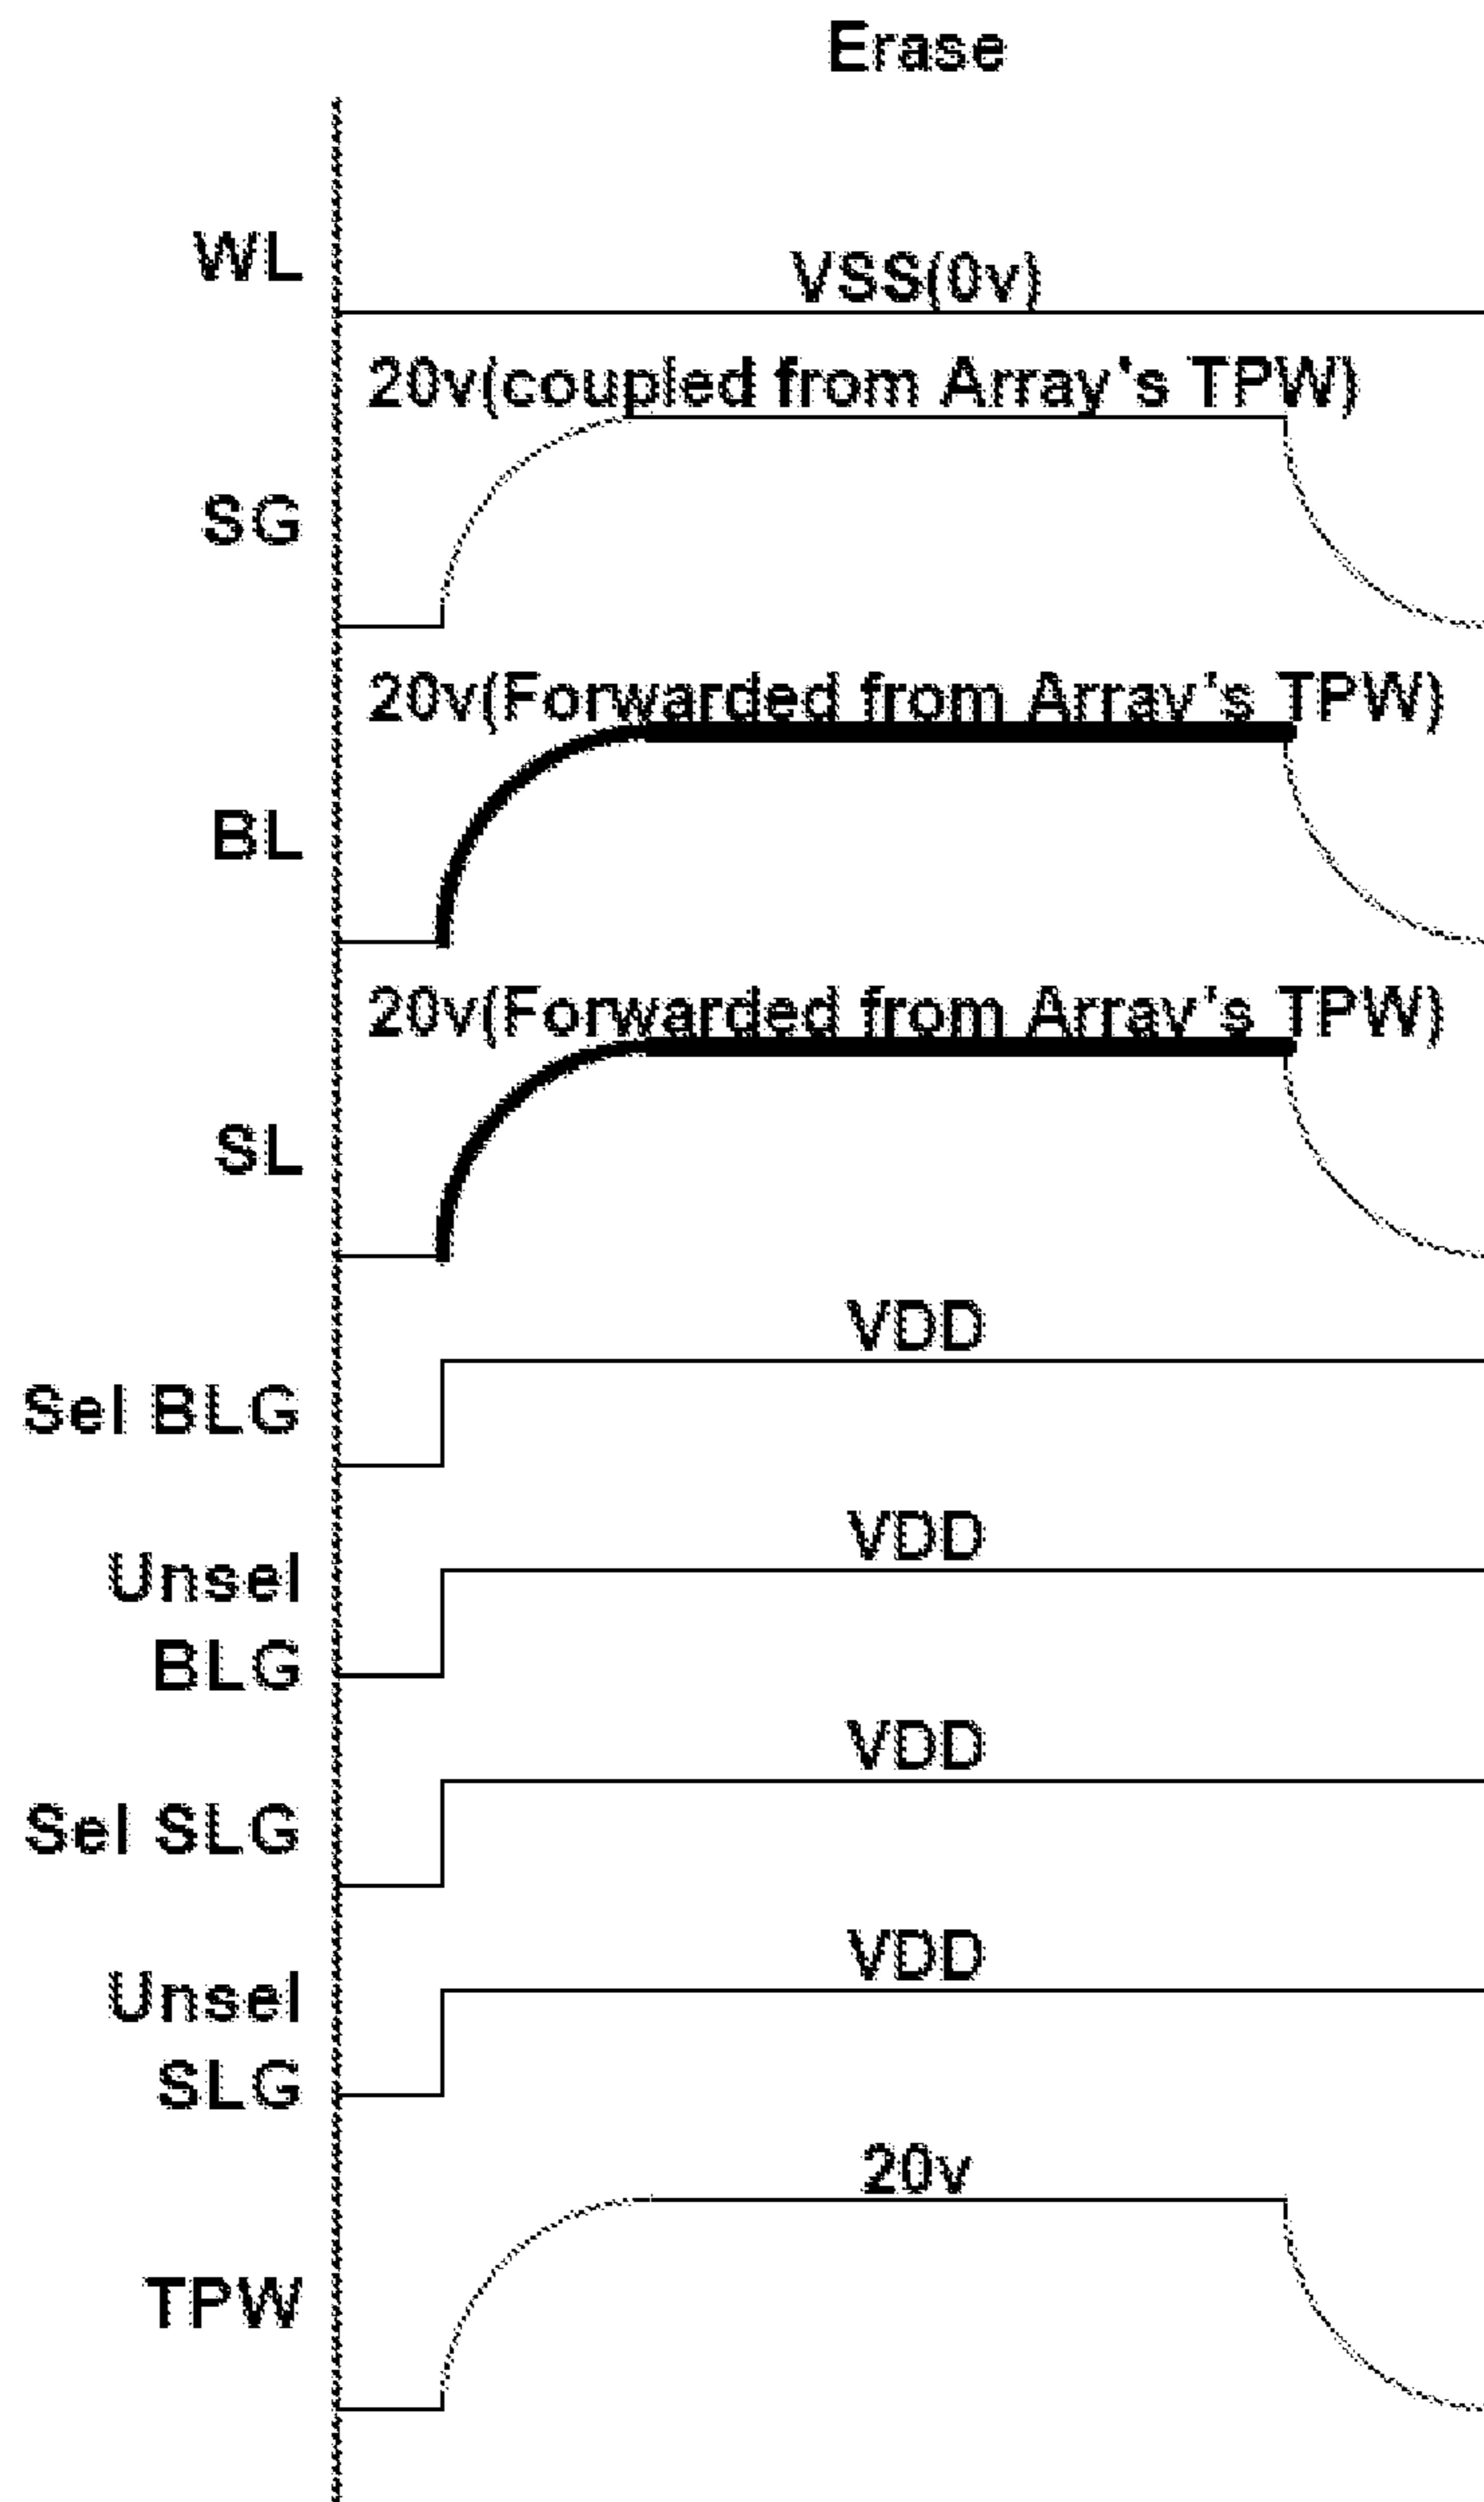 Erase
WL
VSS(0v)
20v(coupled from Array's TPW)
SG
20v(Forwarded from Array's TPW)
BL
20v(Forwarded from Array's TPW)
SL
VDD
Sel BLG
VDD
Unsel
BLG
VDD
Sel SLG
VDD
Unsel
SLG
20v
TPW